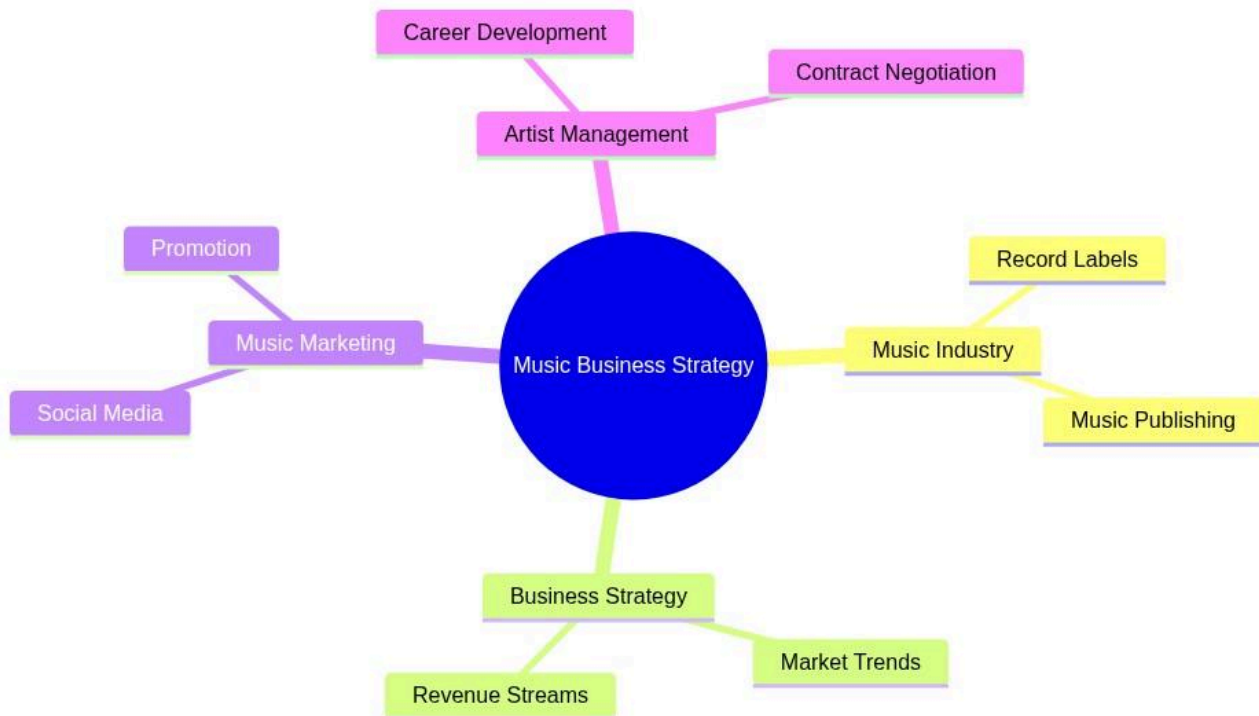 Career Development
Contract Negotiation
Artist Management
Promotion
Record Labels
Music Marketing
Music Industry
Music Business Strategy
Social Media
Music Publishing
Business Strategy
Market Trends
Revenue Streams